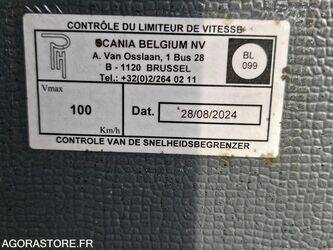 CONTRÔLE DU LIMITEUR DE VITESSE
SCANIA BELGIUM NV
A. Van Osslaan, 1 Bus 28
B - 1120 BRUSSEL
Tel.: +32(0)2/264 02 11
BL
099
Vmax
100
Km/h
Dat. 28/08/2024
CONTROLE VAN DE SNELHEIDSBEGRENZER
AGORASTORE.FR